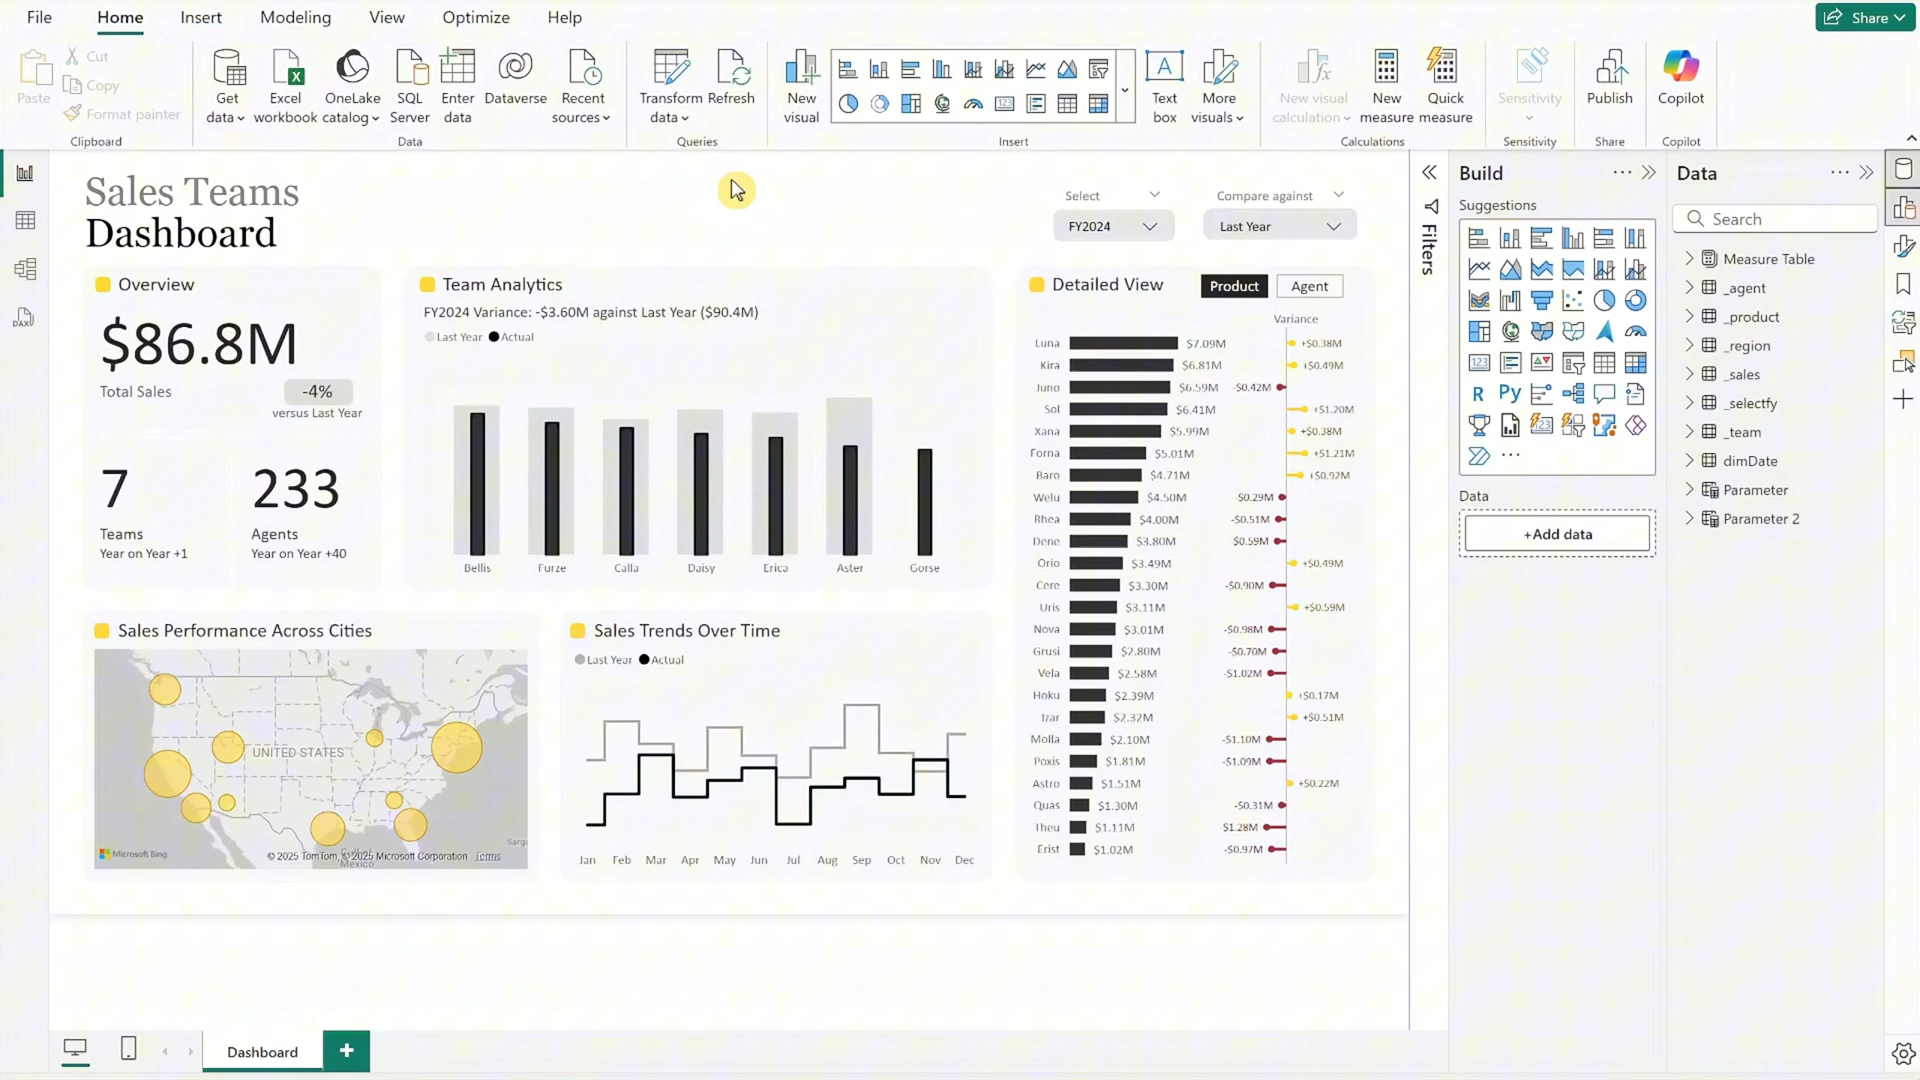 File Home Insert Modeling View Optimize Help
Share
Paste
Cut
Copy
Format painter
Get data
Excel workbook
OneLake catalog
SQL Server
Enter data
Dataverse
Recent sources
Transform data
Refresh
New visual
Text box
More visuals
New visual calculation
New measure
Quick measure
Sensitivity
Publish
Copilot
Clipboard Data Queries Insert Calculations Sensitivity Share Copilot
Sales Teams
Dashboard
Select
FY2024
Compare against
Last Year
Overview
$86.8M
Total Sales
-4%
versus Last Year
7
Teams
Year on Year +1
233
Agents
Year on Year +40
Team Analytics
FY2024 Variance: -$3.60M against Last Year ($90.4M)
Last Year Actual
Bellis Furze Calla Daisy Erica Aster Gorse
Sales Performance Across Cities
UNITED STATES
Gulf of
Mexico
Sarga
Microsoft Bing
© 2025 TomTom, © 2025 Microsoft Corporation Terms
Sales Trends Over Time
Last Year Actual
Jan Feb Mar Apr May Jun Jul Aug Sep Oct Nov Dec
Detailed View
Product Agent
Variance
Luna $7.09M +$0.38M
Kira $6.81M +$0.49M
Juno $6.59M -$0.42M
Sol $6.41M +$1.20M
Xana $5.99M +$0.38M
Forna $5.01M +$1.21M
Baro $4.71M +$0.92M
Welu $4.50M -$0.29M
Rhea $4.00M -$0.51M
Dene $3.80M -$0.59M
Orio $3.49M +$0.49M
Cere $3.30M -$0.90M
Uris $3.11M +$0.59M
Nova $3.01M -$0.98M
Grusi $2.80M -$0.70M
Vela $2.58M -$1.02M
Hoku $2.39M +$0.17M
Izar $2.32M +$0.51M
Molla $2.10M -$1.10M
Poxis $1.81M -$1.09M
Astro $1.51M +$0.22M
Quas $1.30M -$0.31M
Theu $1.11M -$1.28M
Erist $1.02M -$0.97M
Filters
Build
Suggestions
R Py
Data
+Add data
Data
Search
Measure Table
_agent
_product
_region
_sales
_selectfy
_team
dimDate
Parameter
Parameter 2
DAX
Dashboard